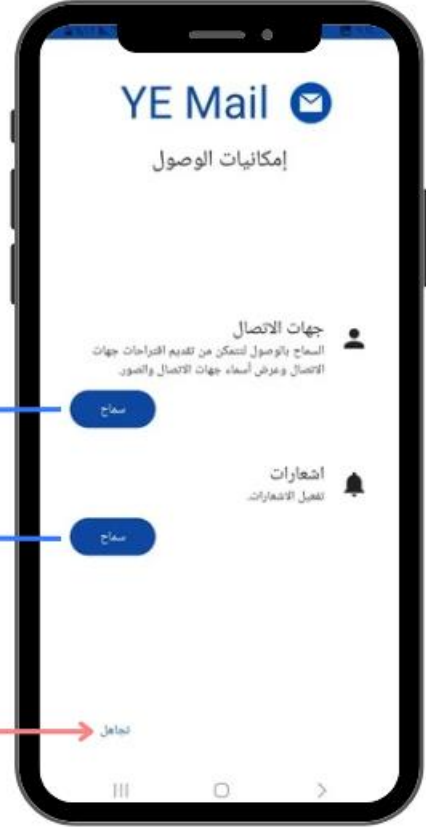 YE Mail
إمكانيات الوصول
جهات الاتصال
السماح بالوصول لنتمكن من تقديم اقتراحات جهات
الاتصال وعرض أسماء جهات الاتصال والصور.
سماح
اشعارات
تفعيل الاشعارات.
سماح
تجاهل